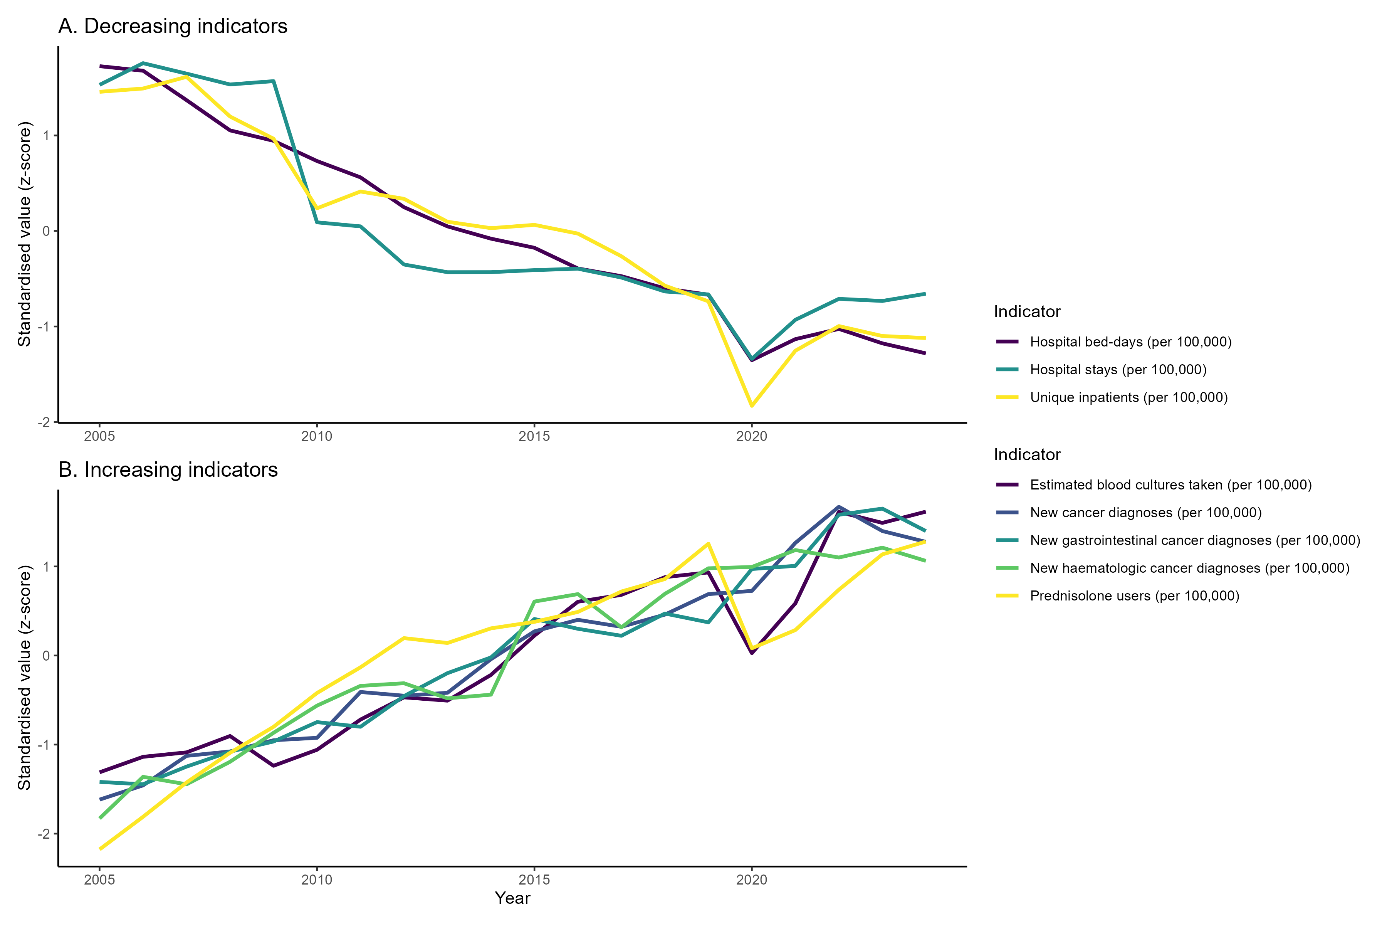 A. Decreasing indicators
Standardised value (z-score)
1
0
-1
-2
2005 2010 2015 2020
Indicator
Hospital bed-days (per 100,000)
Hospital stays (per 100,000)
Unique inpatients (per 100,000)
B. Increasing indicators
Standardised value (z-score)
1
0
-1
-2
2005 2010 2015 2020
Year
Indicator
Estimated blood cultures taken (per 100,000)
New cancer diagnoses (per 100,000)
New gastrointestinal cancer diagnoses (per 100,000)
New haematologic cancer diagnoses (per 100,000)
Prednisolone users (per 100,000)